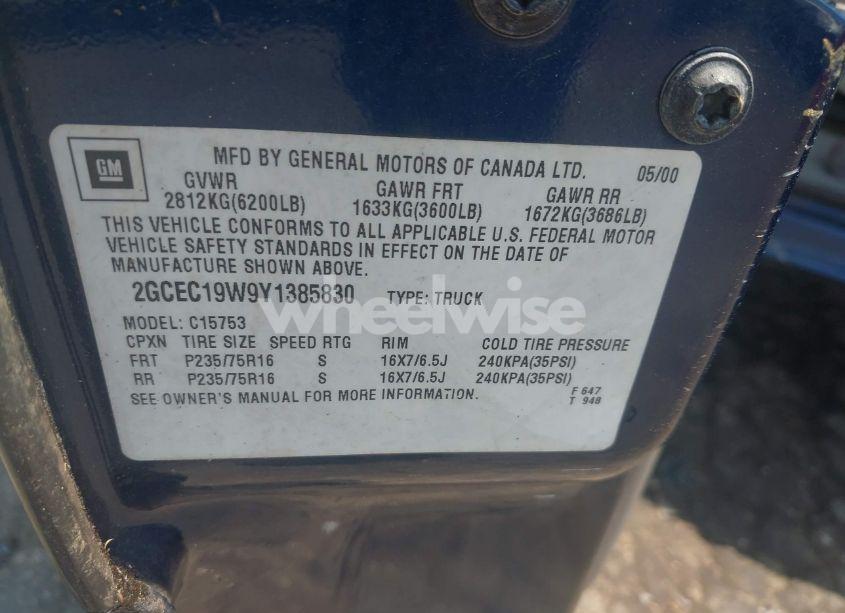 GM
MFD BY GENERAL MOTORS OF CANADA LTD. 05/00
GVWR GAWR FRT GAWR RR
2812KG(6200LB) 1633KG(3600LB) 1672KG(3686LB)
THIS VEHICLE CONFORMS TO ALL APPLICABLE U.S. FEDERAL MOTOR
VEHICLE SAFETY STANDARDS IN EFFECT ON THE DATE OF
MANUFACTURE SHOWN ABOVE.
2GCEC19W9Y1385830 TYPE: TRUCK
wheelwise
MODEL: C15753
CPXN TIRE SIZE SPEED RTG RIM COLD TIRE PRESSURE
FRT P235/75R16 S 16X7/6.5J 240KPA(35PSI)
RR P235/75R16 S 16X7/6.5J 240KPA(35PSI)
SEE OWNER'S MANUAL FOR MORE INFORMATION.
F 647
T 948